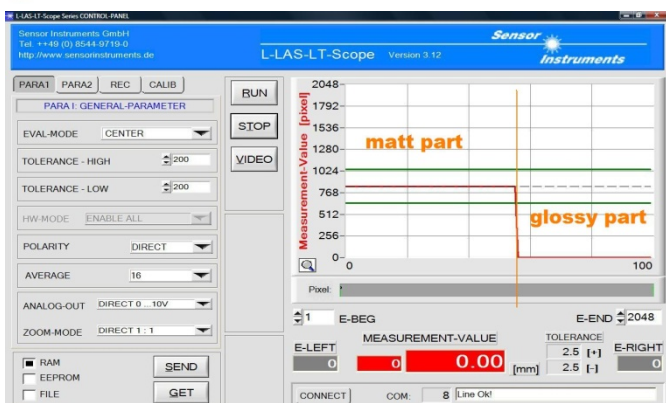 L-LAS-LT-Scope Series CONTROL-PANEL
Sensor Instruments GmbH
Tel. ++49 (0) 8544-9719-0
http://www.sensorinstruments.de
L-LAS-LT-Scope Version 3.12
Sensor
Instruments
PARA1 PARA2 REC CALIB
PARA I: GENERAL-PARAMETER
EVAL-MODE CENTER
TOLERANCE - HIGH 200
TOLERANCE - LOW 200
HW-MODE ENABLE ALL
POLARITY DIRECT
AVERAGE 16
ANALOG-OUT DIRECT 0 ...10V
ZOOM-MODE DIRECT 1 : 1
RAM
EEPROM
FILE
SEND
GET
RUN
STOP
VIDEO
Measurement-Value [pixel]
2048
1792
1536
1280
1024
768
512
256
0
0 100
matt part
glossy part
Pixel:
1 E-BEG
E-END 2048
E-LEFT
0
MEASUREMENT-VALUE
0 0.00 [mm]
TOLERANCE
2.5 [+]
2.5 [-]
E-RIGHT
0
CONNECT COM: 8 Line Ok!